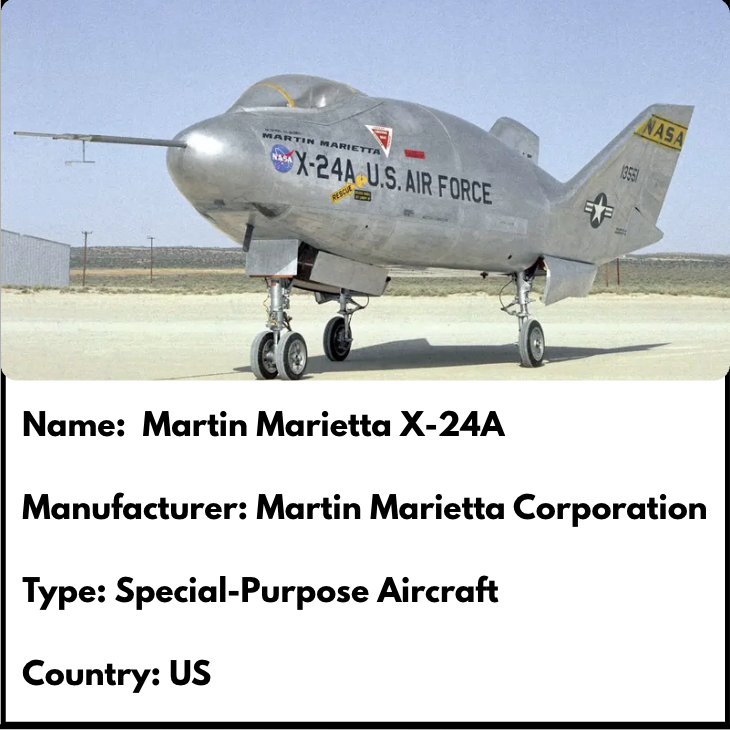 MARTIN MARIETTA
NASA
X-24A
U.S. AIR FORCE
RESCUE
NASA
13551
Name: Martin Marietta X-24A
Manufacturer: Martin Marietta Corporation
Type: Special-Purpose Aircraft
Country: US